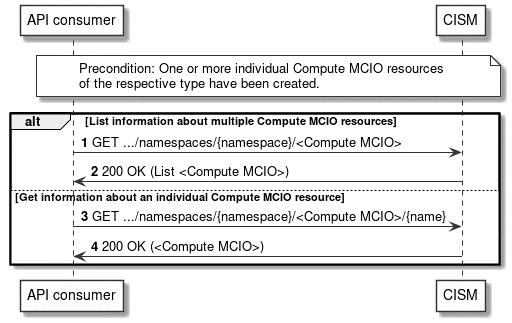 API consumer
CISM
Precondition: One or more individual Compute MCIO resources
of the respective type have been created.
alt
[List information about multiple Compute MCIO resources]
1 GET .../namespaces/{namespace}/<Compute MCIO>
2 200 OK (List <Compute MCIO>)
[Get information about an individual Compute MCIO resource]
3 GET .../namespaces/{namespace}/<Compute MCIO>/{name}
4 200 OK (<Compute MCIO>)
API consumer
CISM